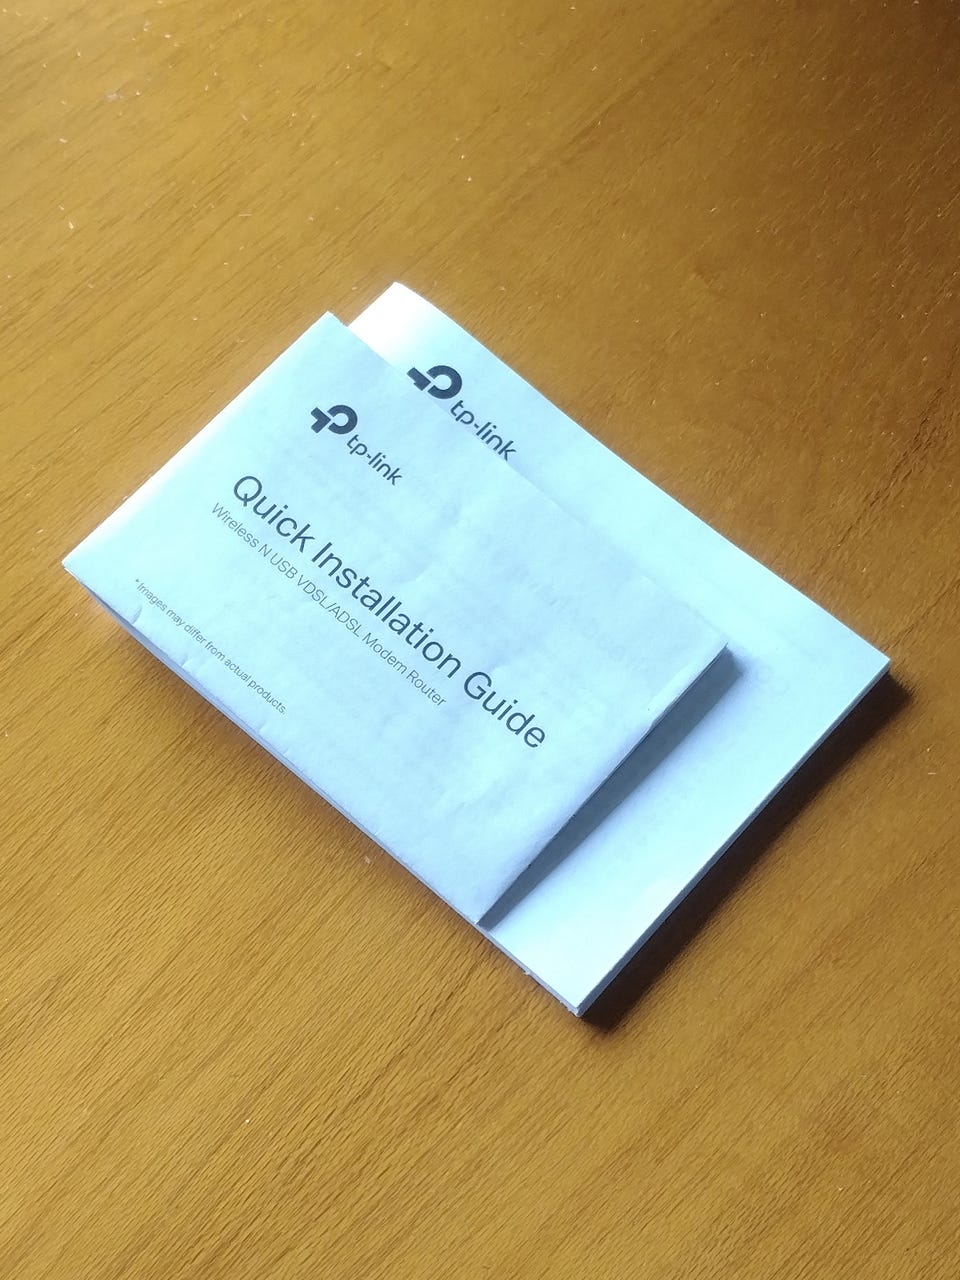 tp-link
tp-link
Quick Installation Guide
Wireless N USB VDSL/ADSL Modem Router
*Images may differ from actual products.